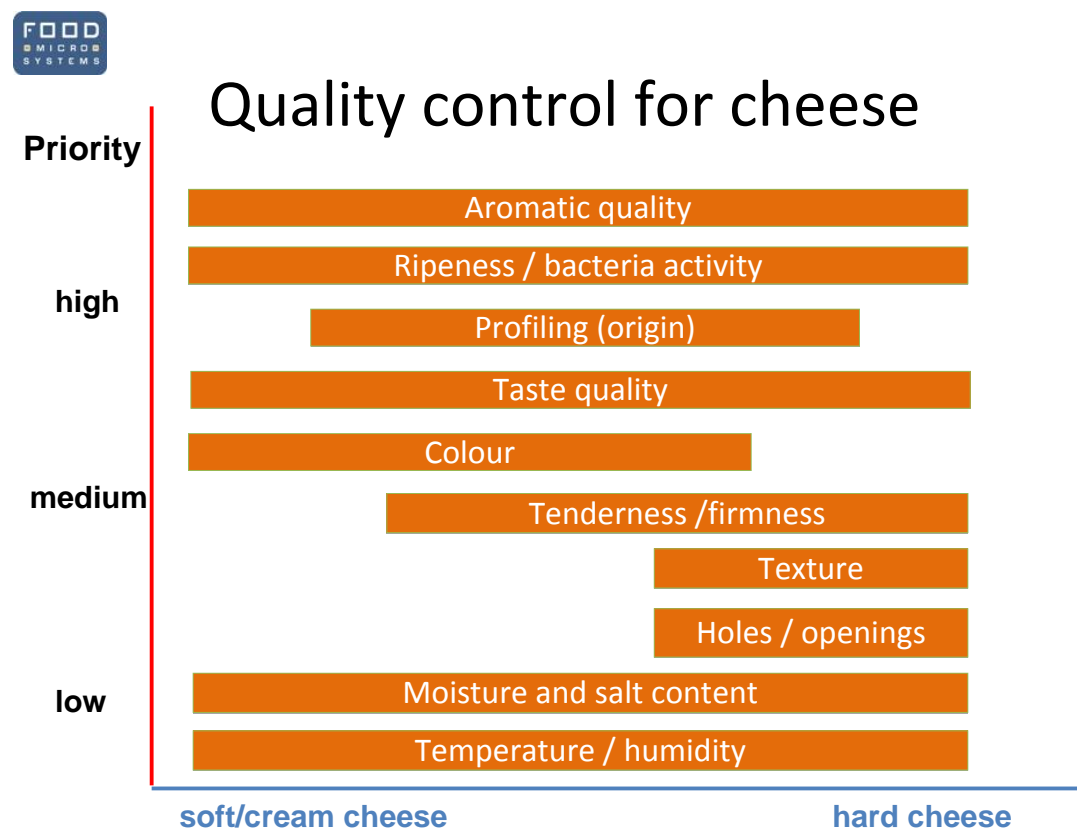 FOOD
MICRO
SYSTEMS
Quality control for cheese
Priority
Aromatic quality
Ripeness / bacteria activity
high
Profiling (origin)
Taste quality
Colour
medium
Tenderness /firmness
Texture
Holes / openings
Moisture and salt content
low
Temperature / humidity
soft/cream cheese
hard cheese